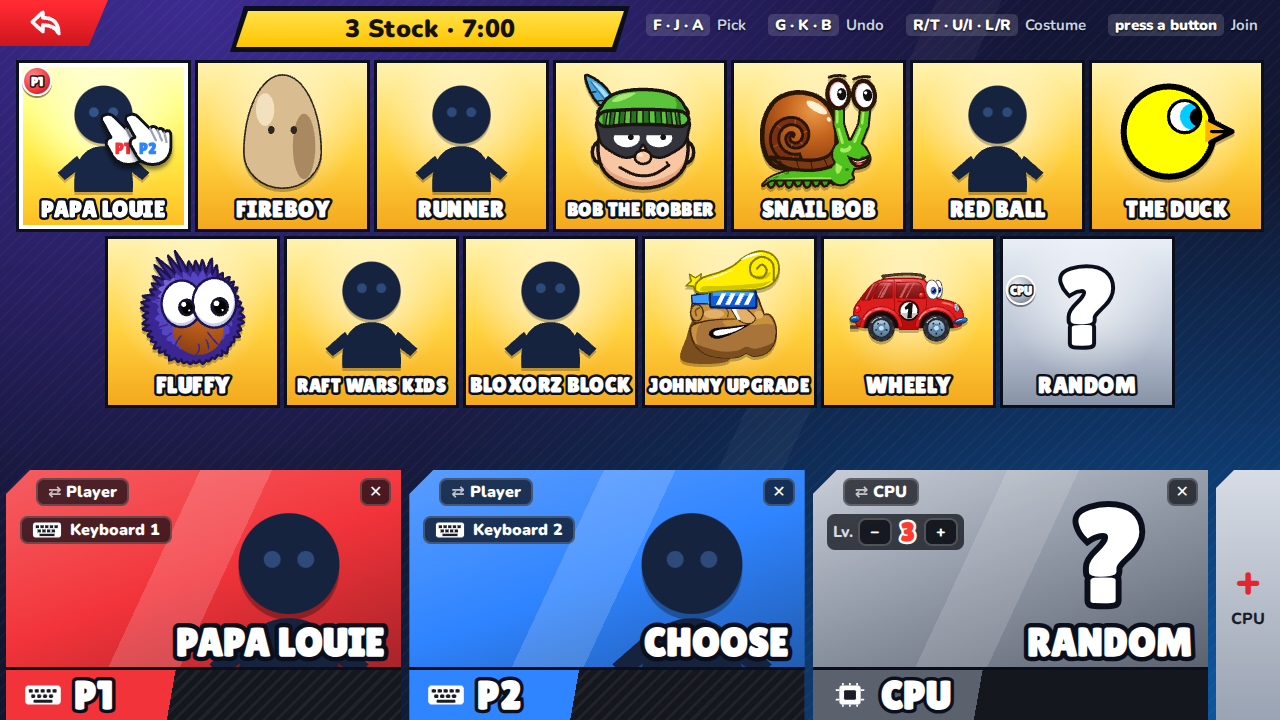 3 Stock · 7:00
F · J · A Pick
G · K · B Undo
R/T · U/I · L/R Costume
press a button Join
P1
P1
P2
PAPA LOUIE
FIREBOY
RUNNER
BOB THE ROBBER
SNAIL BOB
RED BALL
THE DUCK
FLUFFY
RAFT WARS KIDS
BLOXORZ BLOCK
JOHNNY UPGRADE
1
WHEELY
CPU
?
RANDOM
⇄ Player
✕
Keyboard 1
PAPA LOUIE
P1
⇄ Player
✕
Keyboard 2
CHOOSE
P2
⇄ CPU
✕
Lv. − 3 +
?
RANDOM
CPU
+
CPU